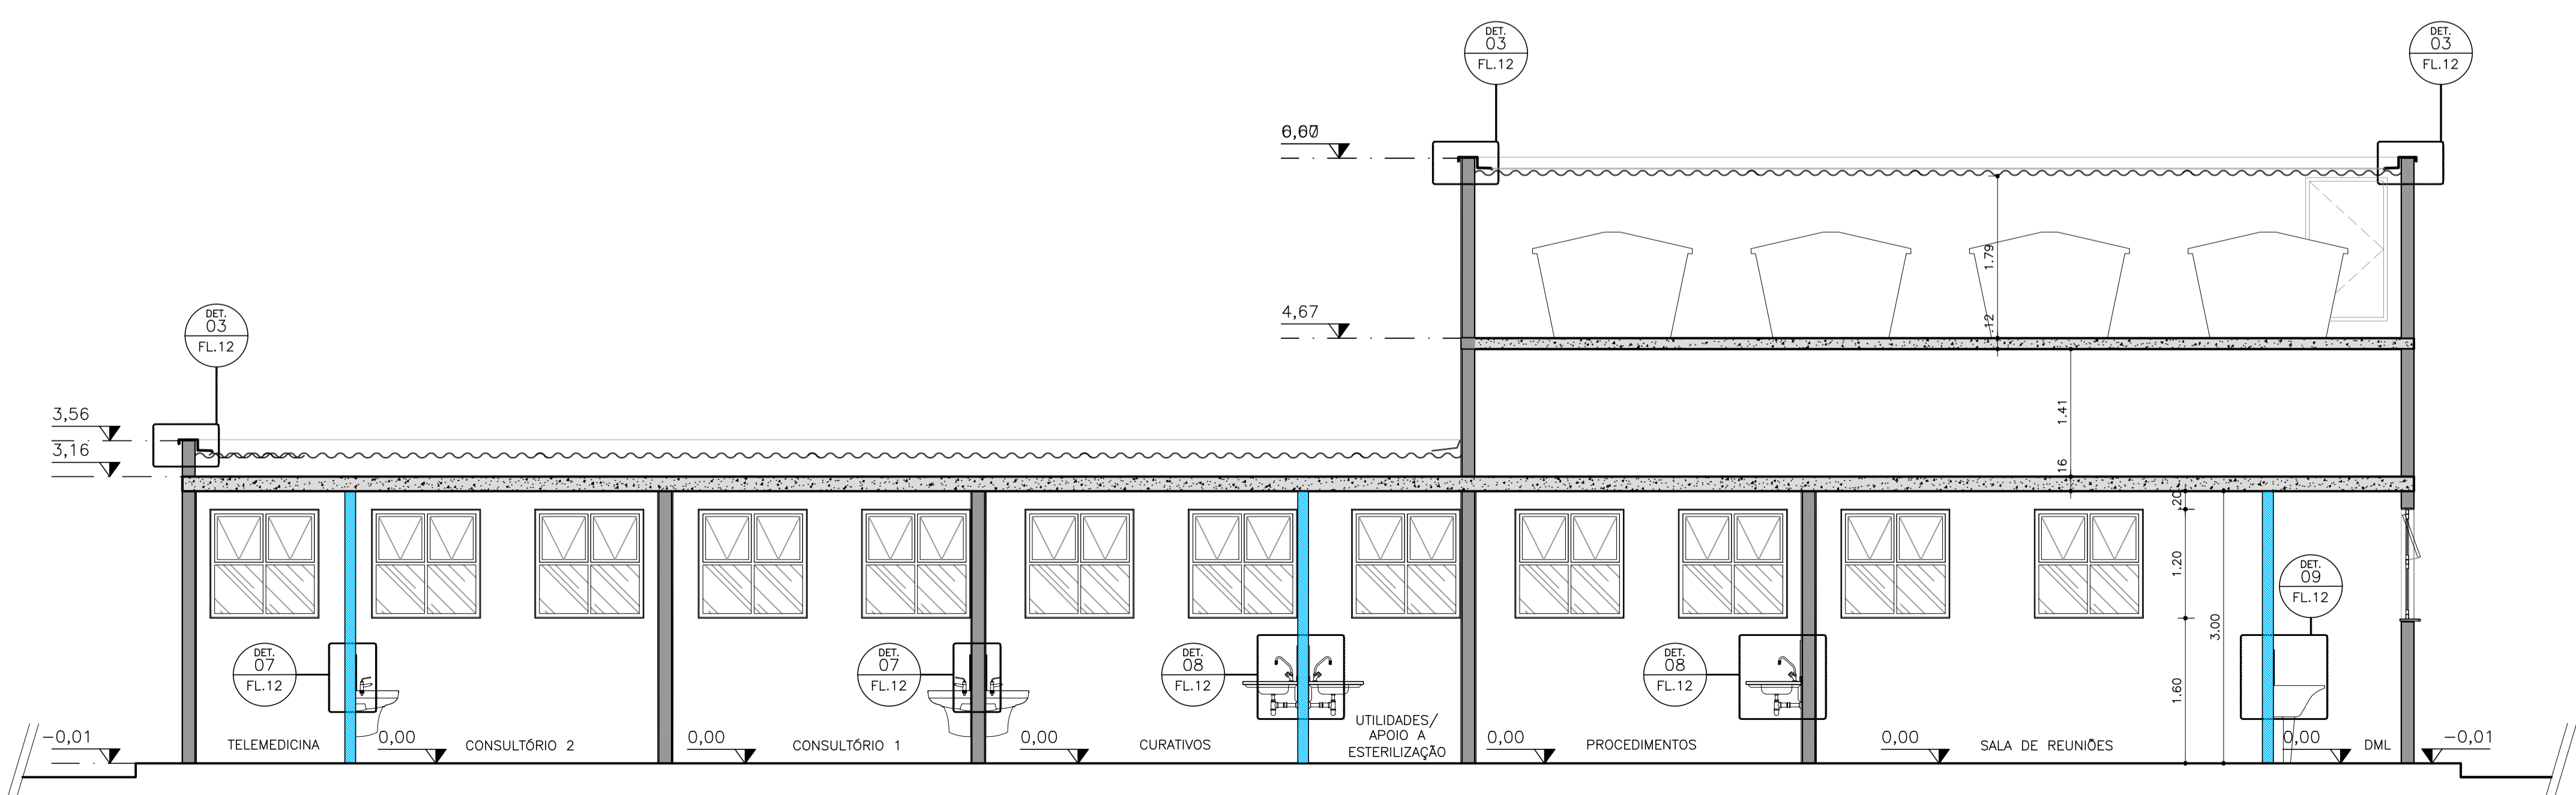 DET.
03
FL.12
DET.
03
FL.12
4,67
1.79
.12
DET.
03
FL.12
3,56
3,16
1.41
16
.20
1.20
3.00
1.60
DET.
09
FL.12
DET.
07
FL.12
DET.
07
FL.12
DET.
08
FL.12
DET.
08
FL.12
-0,01
TELEMEDICINA
0,00
CONSULTÓRIO 2
0,00
CONSULTÓRIO 1
0,00
CURATIVOS
UTILIDADES/
APOIO A
ESTERILIZAÇÃO
0,00
PROCEDIMENTOS
0,00
SALA DE REUNIÕES
0,00
DML
-0,01